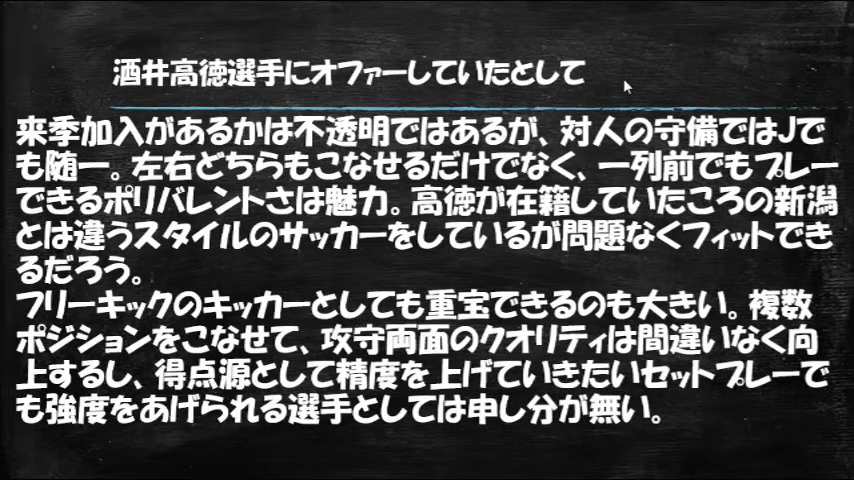 酒井高徳選手にオファーしていたとして
来季加入があるかは不透明ではあるが、対人の守備ではJで
も随一。左右どちらもこなせるだけでなく、一列前でもプレー
できるポリバレントさは魅力。高徳が在籍していたころの新潟
とは違うスタイルのサッカーをしているが問題なくフィットでき
るだろう。
フリーキックのキッカーとしても重宝できるのも大きい。複数
ポジションをこなせて、攻守両面のクオリティは間違いなく向
上するし、得点源として精度を上げていきたいセットプレーで
も強度をあげられる選手としては申し分が無い。